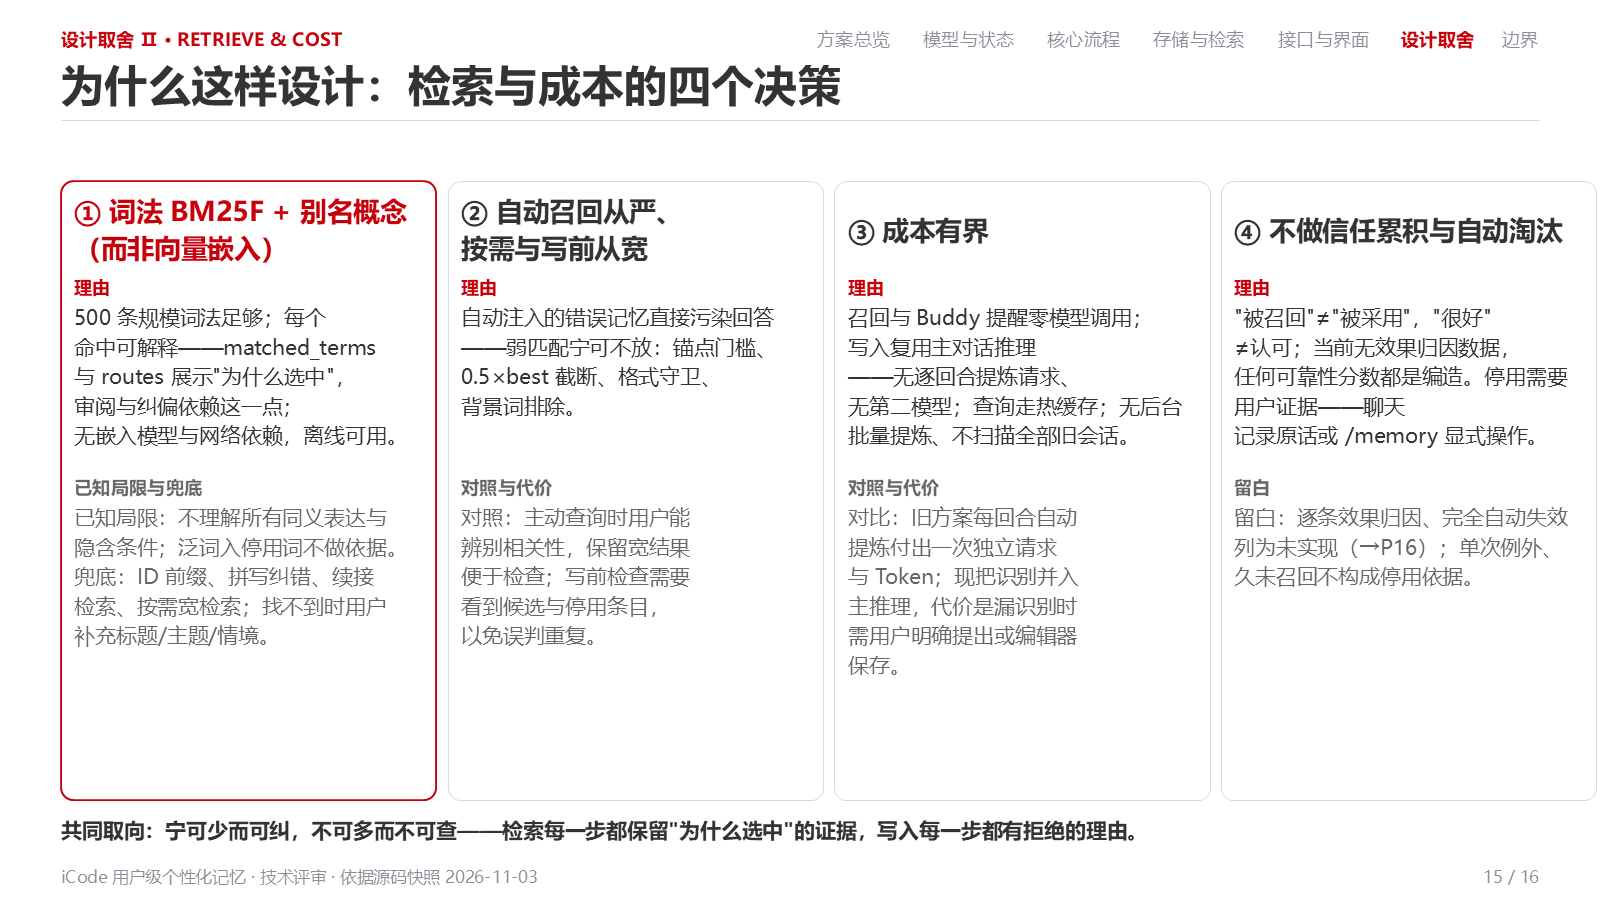 设计取舍 Ⅱ · RETRIEVE & COST
方案总览 模型与状态 核心流程 存储与检索 接口与界面 设计取舍 边界
为什么这样设计：检索与成本的四个决策
① 词法 BM25F + 别名概念
（而非向量嵌入）
理由
500 条规模词法足够；每个
命中可解释——matched_terms
与 routes 展示"为什么选中"，
审阅与纠偏依赖这一点；
无嵌入模型与网络依赖，离线可用。
已知局限与兜底
已知局限：不理解所有同义表达与
隐含条件；泛词入停用词不做依据。
兜底：ID 前缀、拼写纠错、续接
检索、按需宽检索；找不到时用户
补充标题/主题/情境。
② 自动召回从严、
按需与写前从宽
理由
自动注入的错误记忆直接污染回答
——弱匹配宁可不放：锚点门槛、
0.5×best 截断、格式守卫、
背景词排除。
对照与代价
对照：主动查询时用户能
辨别相关性，保留宽结果
便于检查；写前检查需要
看到候选与停用条目，
以免误判重复。
③ 成本有界
理由
召回与 Buddy 提醒零模型调用；
写入复用主对话推理
——无逐回合提炼请求、
无第二模型；查询走热缓存；无后台
批量提炼、不扫描全部旧会话。
对照与代价
对比：旧方案每回合自动
提炼付出一次独立请求
与 Token；现把识别并入
主推理，代价是漏识别时
需用户明确提出或编辑器
保存。
④ 不做信任累积与自动淘汰
理由
"被召回"≠"被采用"，"很好"
≠认可；当前无效果归因数据，
任何可靠性分数都是编造。停用需要
用户证据——聊天
记录原话或 /memory 显式操作。
留白
留白：逐条效果归因、完全自动失效
列为未实现（→P16）；单次例外、
久未召回不构成停用依据。
共同取向：宁可少而可纠，不可多而不可查——检索每一步都保留"为什么选中"的证据，写入每一步都有拒绝的理由。
iCode 用户级个性化记忆 · 技术评审 · 依据源码快照 2026-11-03
15 / 16